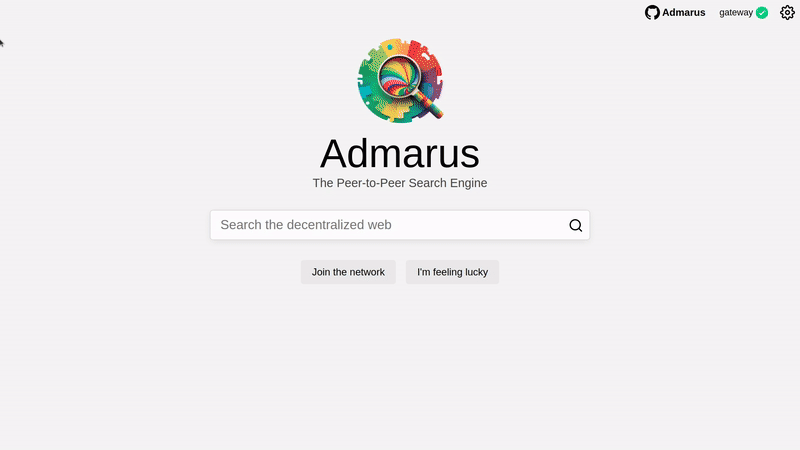 Admarus gateway
Admarus
The Peer-to-Peer Search Engine
Search the decentralized web
Join the network I'm feeling lucky